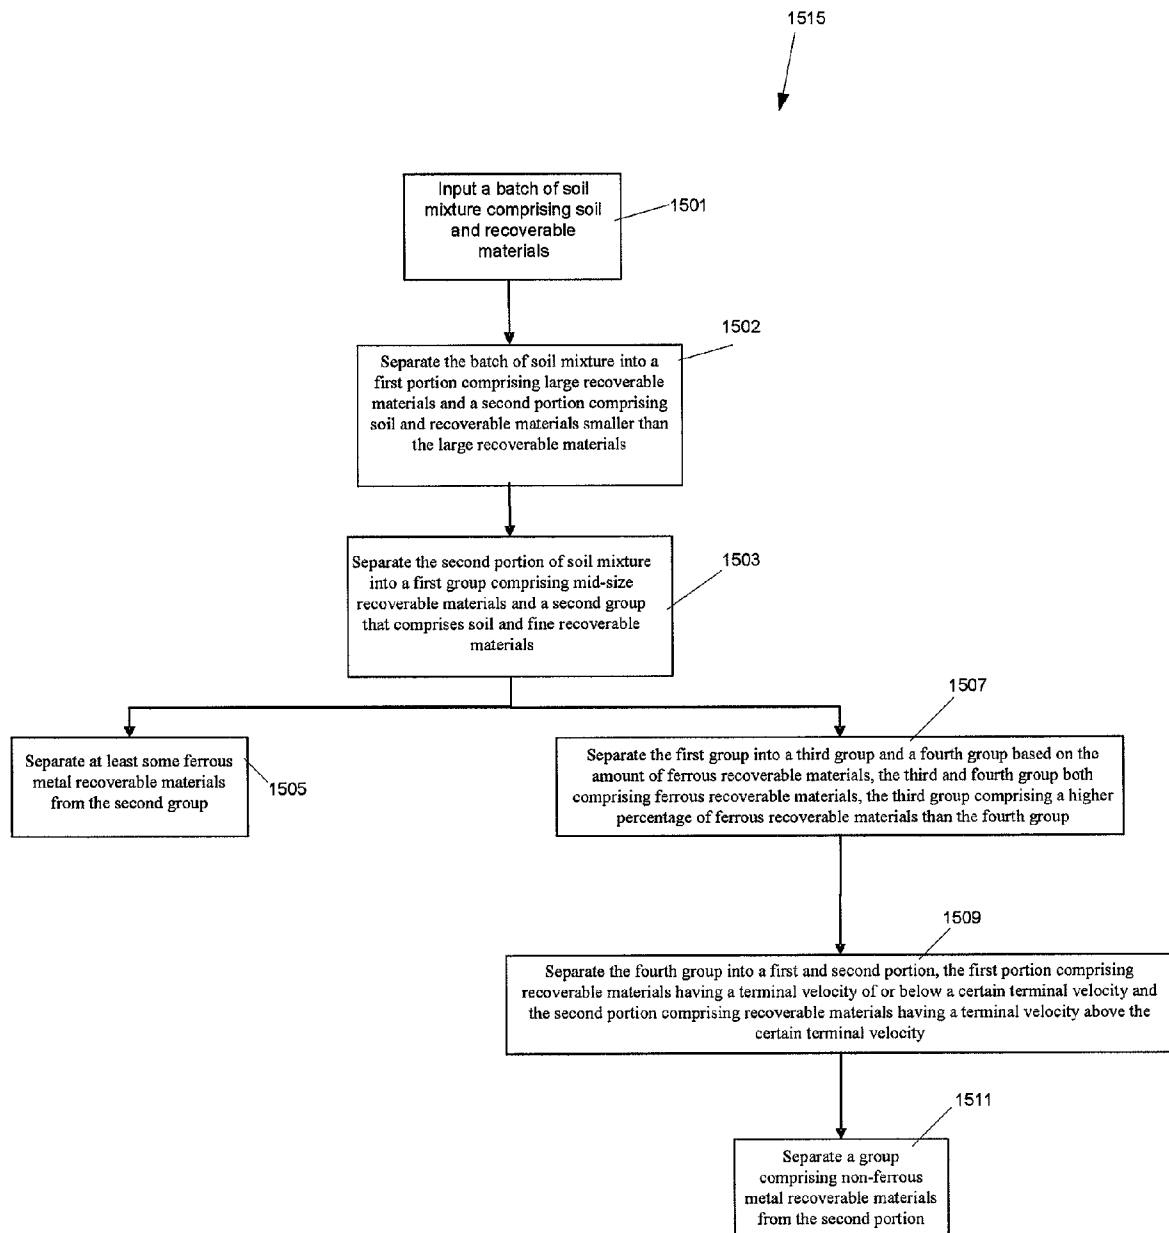 1515
Input a batch of soil
mixture comprising soil
and recoverable
materials
1501
1502
Separate the batch of soil mixture into a
first portion comprising large recoverable
materials and a second portion comprising
soil and recoverable materials smaller than
the large recoverable materials
Separate the second portion of soil mixture
into a first group comprising mid-size
recoverable materials and a second group
that comprises soil and fine recoverable
materials
1503
Separate at least some ferrous
metal recoverable materials
from the second group
1505
1507
Separate the first group into a third group and a fourth group based on the
amount of ferrous recoverable materials, the third and fourth group both
comprising ferrous recoverable materials, the third group comprising a higher
percentage of ferrous recoverable materials than the fourth group
1509
Separate the fourth group into a first and second portion, the first portion comprising
recoverable materials having a terminal velocity of or below a certain terminal velocity and
the second portion comprising recoverable materials having a terminal velocity above the
certain terminal velocity
1511
Separate a group
comprising non-ferrous
metal recoverable materials
from the second portion